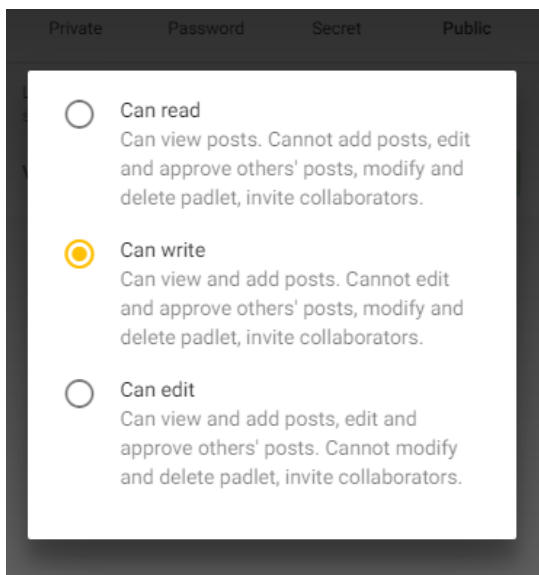 Private Password Secret Public
Can read
Can view posts. Cannot add posts, edit
and approve others' posts, modify and
delete padlet, invite collaborators.
Can write
Can view and add posts. Cannot edit
and approve others' posts, modify and
delete padlet, invite collaborators.
Can edit
Can view and add posts, edit and
approve others' posts. Cannot modify
and delete padlet, invite collaborators.